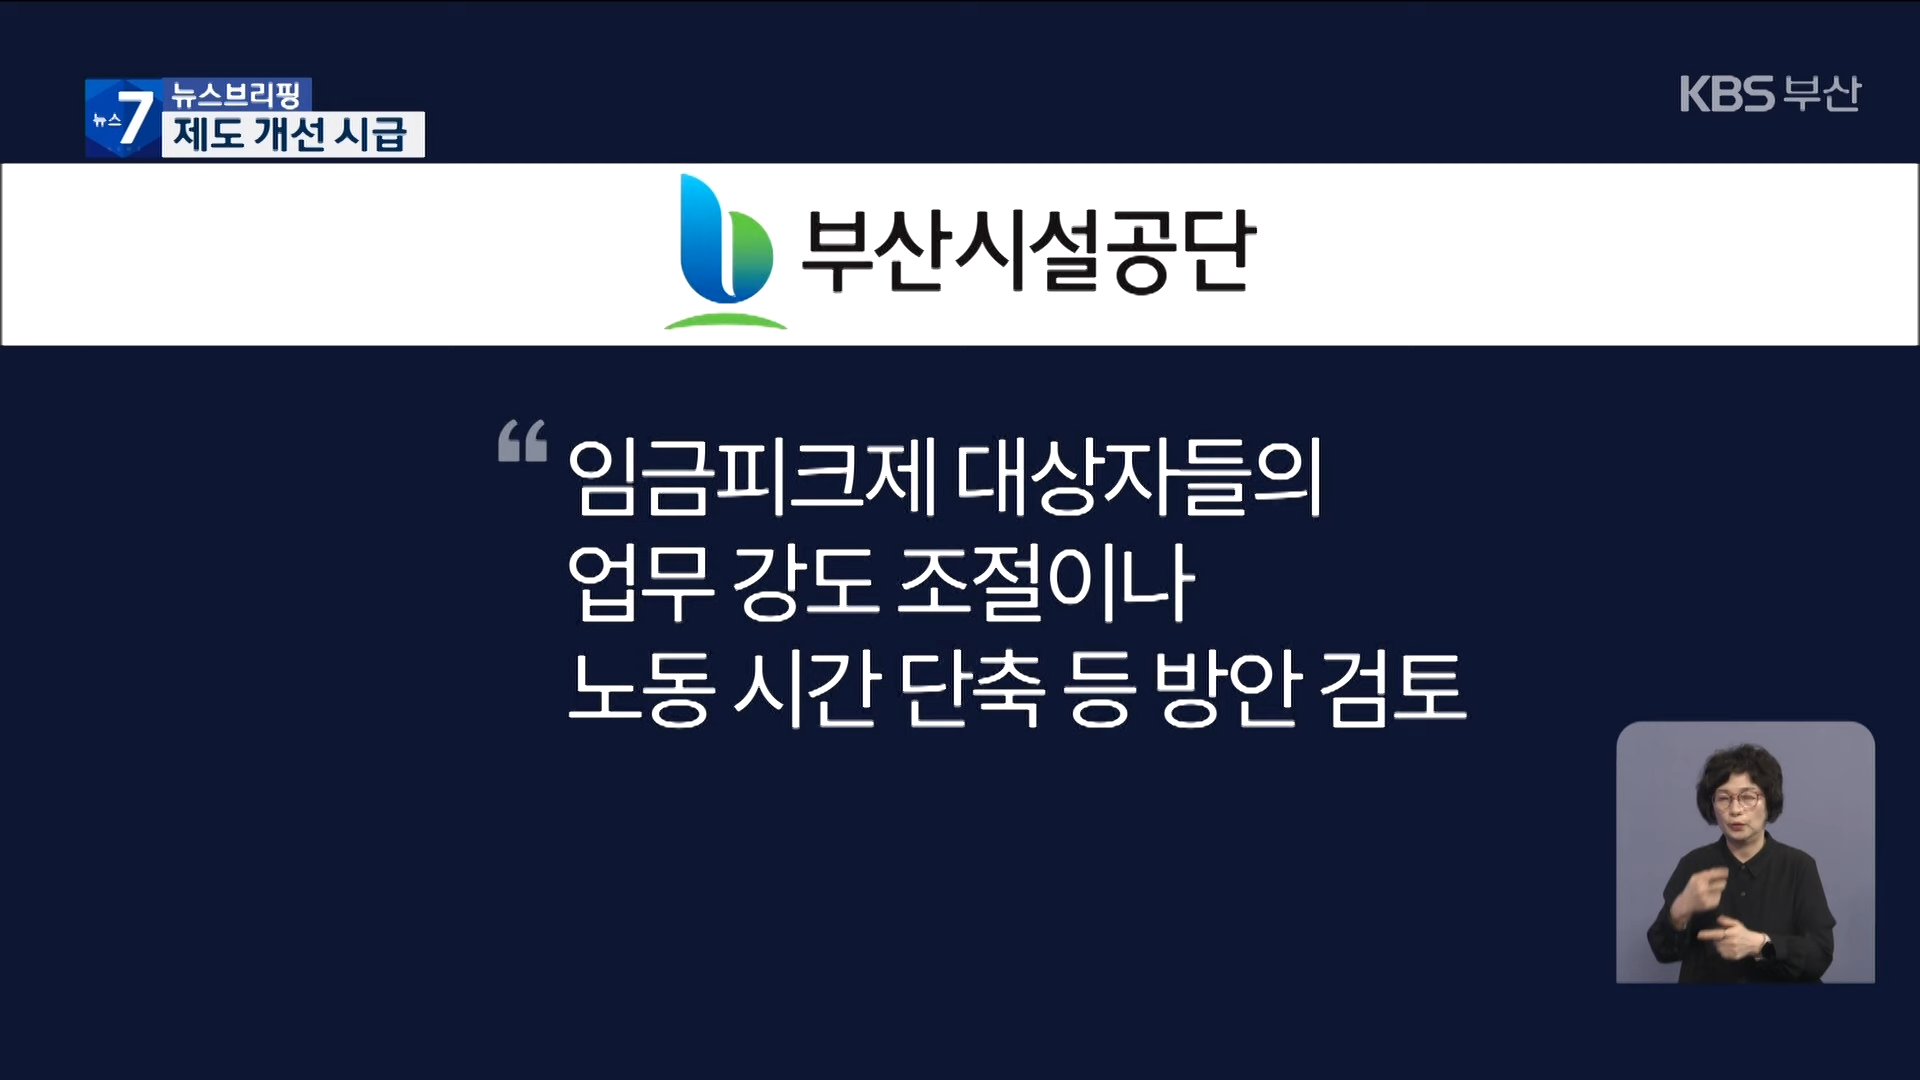 뉴스브리핑
뉴스7
제도 개선 시급
KBS 부산
부산시설공단
“ 임금피크제 대상자들의
업무 강도 조절이나
노동 시간 단축 등 방안 검토